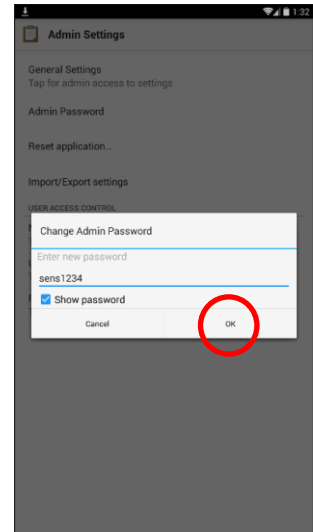 1:32
Admin Settings
General Settings
Tap for admin access to settings
Admin Password
Reset application...
Import/Export settings
USER ACCESS CONTROL
Change Admin Password
Enter new password
sens1234
Show password
Cancel OK